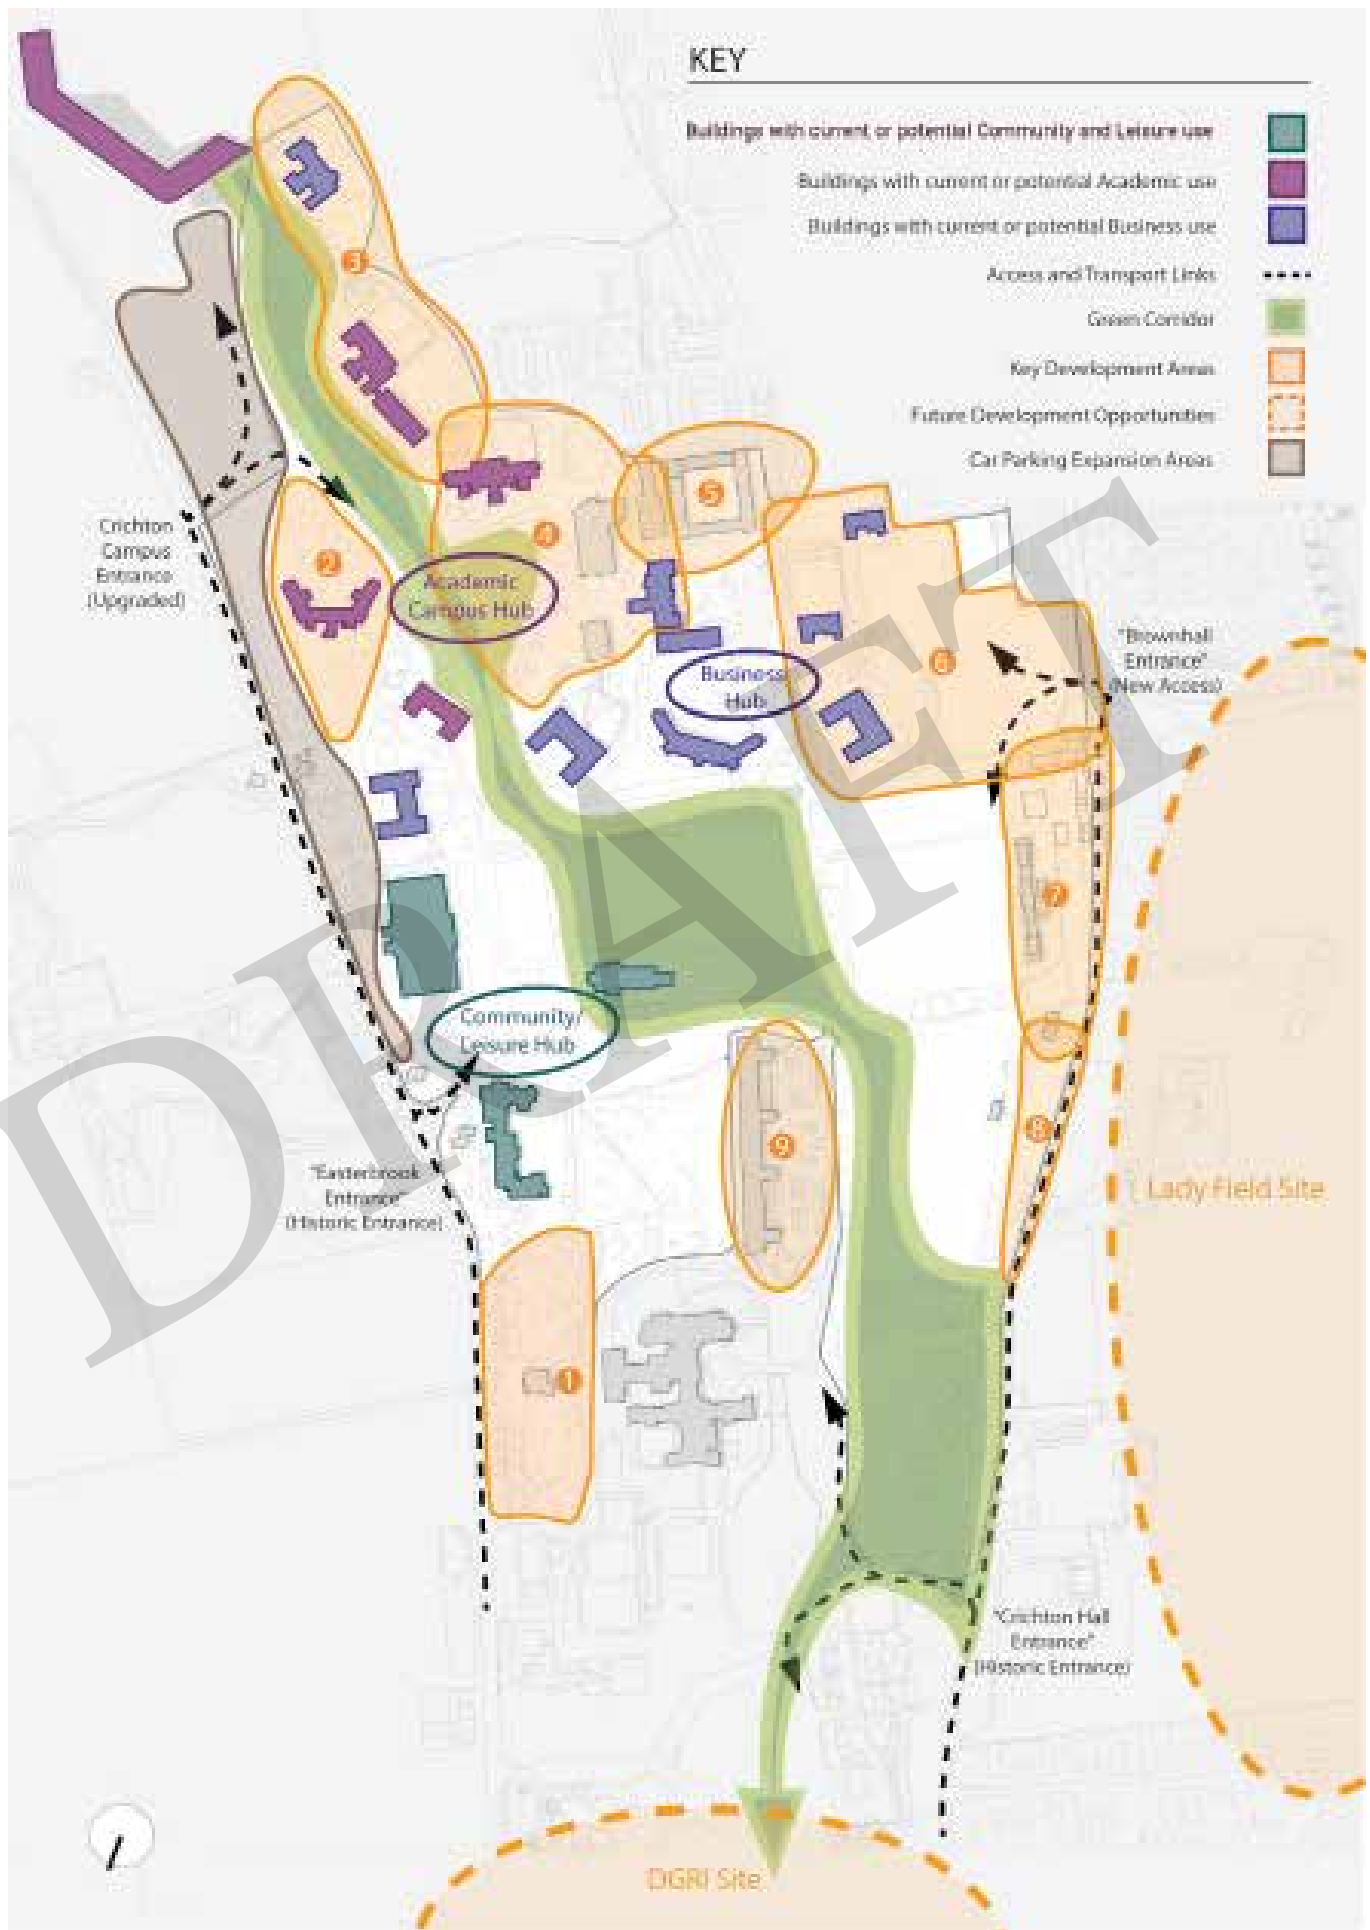 KEY
Buildings with current or potential Community and Leisure use
Buildings with current or potential Academic use
Buildings with current or potential Business use
Access and Transport Links
Green Corridor
Key Development Areas
Future Development Opportunities
Car Parking Expansion Areas
3
5
4
Crichton
Campus
Entrance
(Upgraded)
2
Academic
Campus Hub
"Brownhall
Entrance"
(New Access)
6
Business
Hub
7
Community/
Leisure Hub
8
9
"Easterbrook
Entrance"
(Historic Entrance)
Lady Field Site
1
"Crichton Hall
Entrance"
(Historic Entrance)
DGRI Site
DRAFT